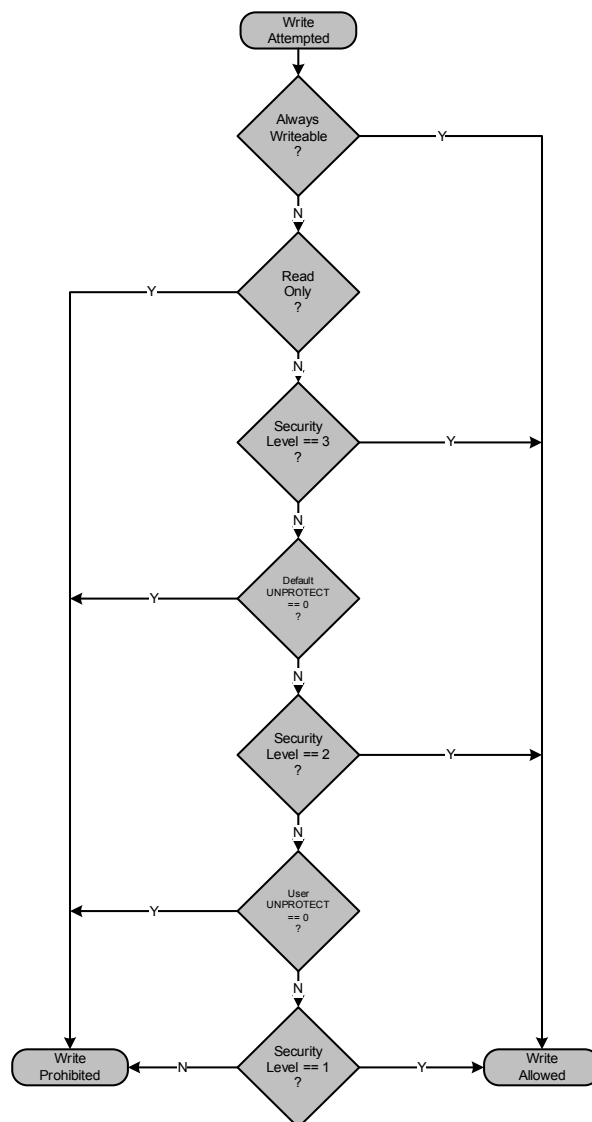 Write
Attempted
Always
Writeable
?
Y
N
Read
Only
?
Y
N
Security
Level == 3
?
Y
N
Default
UNPROTECT
== 0
?
Y
N
Security
Level == 2
?
Y
N
User
UNPROTECT
== 0
?
Y
N
Write
Prohibited
N
Security
Level == 1
?
Y
Write
Allowed